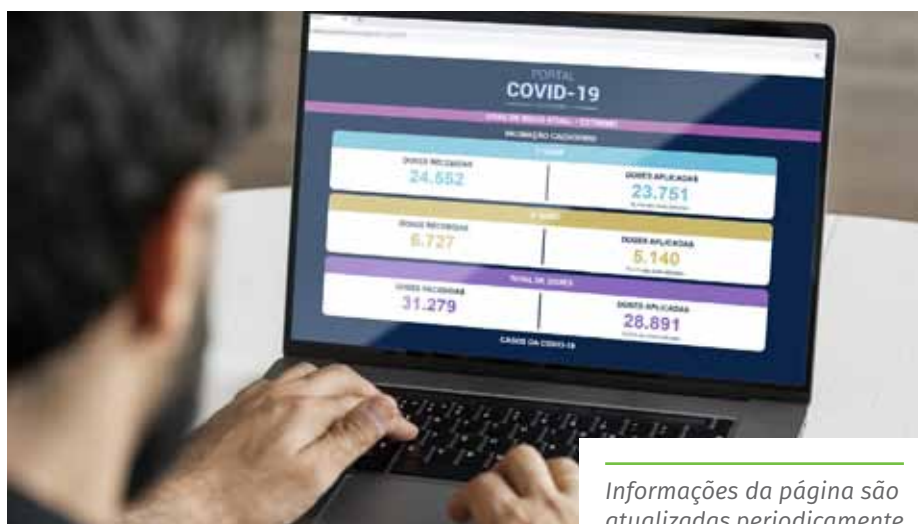 PORTAL
COVID-19
VACINAÇÃO CACHOEIRO
DOSES RECEBIDAS
24.552
DOSES APLICADAS
23.751
DOSES RECEBIDAS
6.727
DOSES APLICADAS
5.140
TOTAL DE DOSES
DOSES RECEBIDAS
31.279
DOSES APLICADAS
28.891
CASOS DA COVID-19
Informações da página são
atualizadas periodicamente